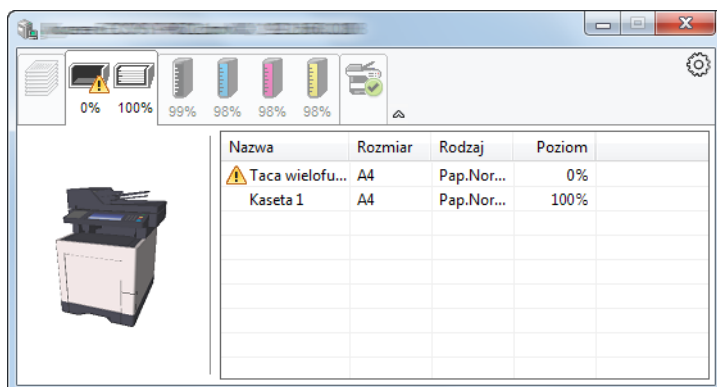 0% 100% 99% 98% 98% 98%
Nazwa Rozmiar Rodzaj Poziom
Taca wielofu... A4 Pap.Nor... 0%
Kaseta 1 A4 Pap.Nor... 100%